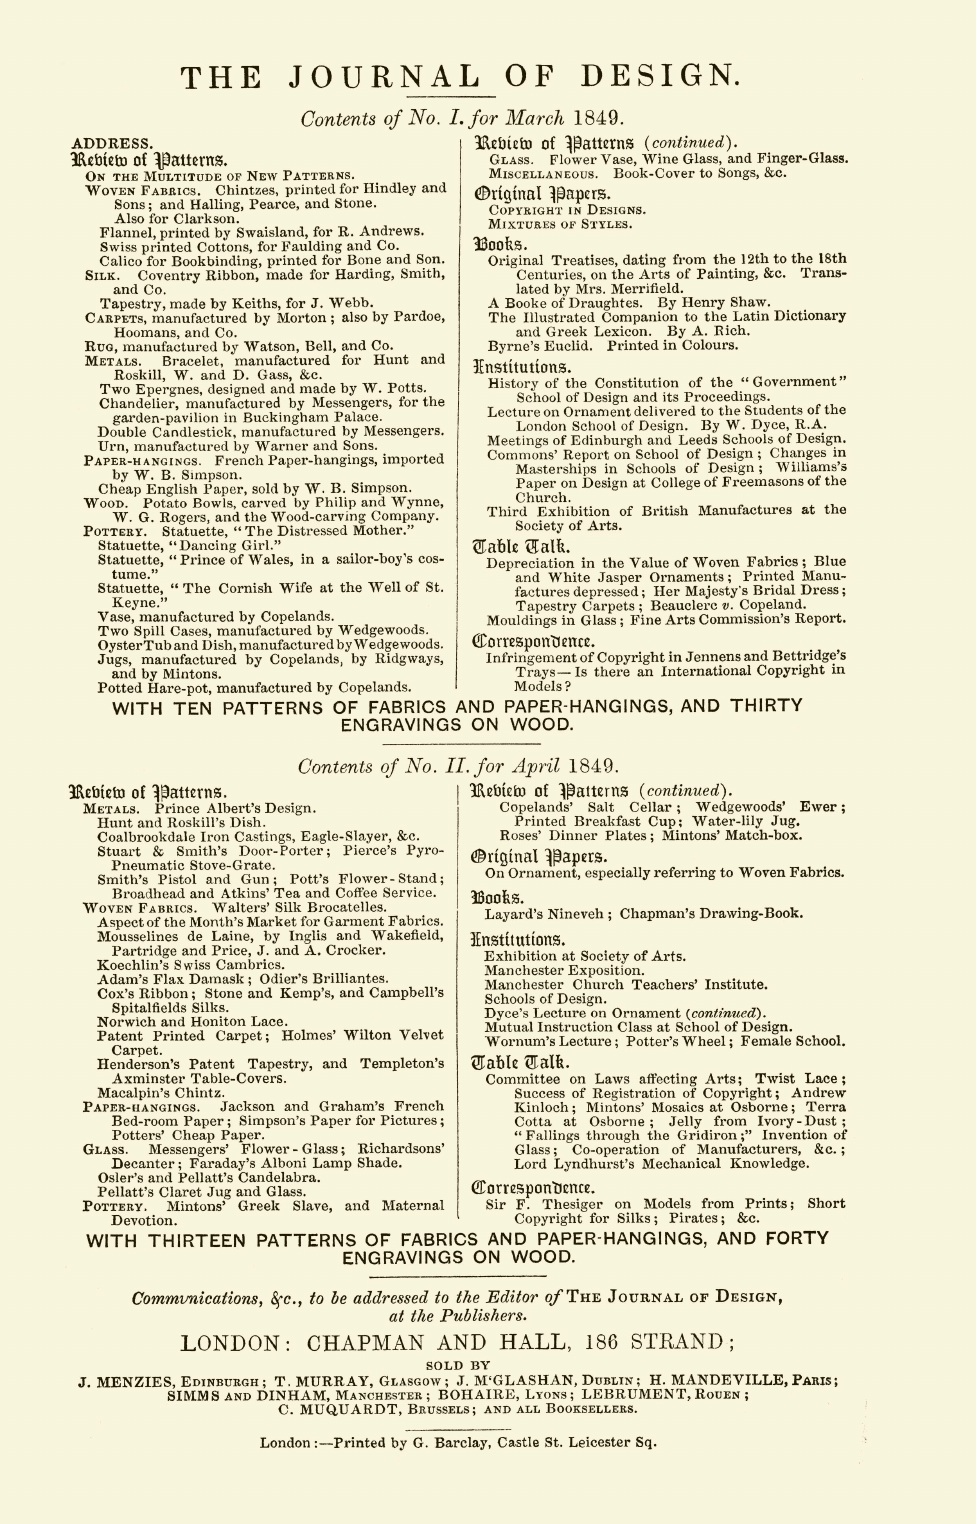 THE JOURNAL OF DESIGN.
Contents of No. I. for March 1849.
ADDRESS.
Review of Patterns.
ON THE MULTITUDE OF NEW PATTERNS.
WOVEN FABRICS. Chintzes, printed for Hindley and
Sons; and Halling, Pearce, and Stone.
Also for Clarkson.
Flannel, printed by Swaisland, for R. Andrews.
Swiss printed Cottons, for Faulding and Co.
Calico for Bookbinding, printed for Bone and Son.
SILK. Coventry Ribbon, made for Harding, Smith,
and Co.
Tapestry, made by Keiths, for J. Webb.
CARPETS, manufactured by Morton; also by Pardoe,
Hoomans, and Co.
RUG, manufactured by Watson, Bell, and Co.
METALS. Bracelet, manufactured for Hunt and
Roskill, W. and D. Gass, &c.
Two Epergnes, designed and made by W. Potts.
Chandelier, manufactured by Messengers, for the
garden-pavilion in Buckingham Palace.
Double Candlestick, manufactured by Messengers.
Urn, manufactured by Warner and Sons.
PAPER-HANGINGS. French Paper-hangings, imported
by W. B. Simpson.
Cheap English Paper, sold by W. B. Simpson.
WOOD. Potato Bowls, carved by Philip and Wynne,
W. G. Rogers, and the Wood-carving Company.
POTTERY. Statuette, "The Distressed Mother."
Statuette, "Dancing Girl."
Statuette, "Prince of Wales, in a sailor-boy's cos-
tume."
Statuette, "The Cornish Wife at the Well of St.
Keyne."
Vase, manufactured by Copelands.
Two Spill Cases, manufactured by Wedgewoods.
Oyster Tub and Dish, manufactured by Wedgewoods.
Jugs, manufactured by Copelands, by Ridgways,
and by Mintons.
Potted Hare-pot, manufactured by Copelands.
Review of Patterns (continued).
GLASS. Flower Vase, Wine Glass, and Finger-Glass.
MISCELLANEOUS. Book-Cover to Songs, &c.
Original Papers.
COPYRIGHT IN DESIGNS.
MIXTURES OF STYLES.
Books.
Original Treatises, dating from the 12th to the 18th
Centuries, on the Arts of Painting, &c. Trans-
lated by Mrs. Merrifield.
A Booke of Draughtes. By Henry Shaw.
The Illustrated Companion to the Latin Dictionary
and Greek Lexicon. By A. Rich.
Byrne's Euclid. Printed in Colours.
Institutions.
History of the Constitution of the "Government"
School of Design and its Proceedings.
Lecture on Ornament delivered to the Students of the
London School of Design. By W. Dyce, R.A.
Meetings of Edinburgh and Leeds Schools of Design.
Commons' Report on School of Design; Changes in
Masterships in Schools of Design; Williams's
Paper on Design at College of Freemasons of the
Church.
Third Exhibition of British Manufactures at the
Society of Arts.
Table Talk.
Depreciation in the Value of Woven Fabrics; Blue
and White Jasper Ornaments; Printed Manu-
factures depressed; Her Majesty's Bridal Dress;
Tapestry Carpets; Beauclerc v. Copeland.
Mouldings in Glass; Fine Arts Commission's Report.
Correspondence.
Infringement of Copyright in Jennens and Bettridge's
Trays—Is there an International Copyright in
Models?
WITH TEN PATTERNS OF FABRICS AND PAPER-HANGINGS, AND THIRTY
ENGRAVINGS ON WOOD.
Contents of No. II. for April 1849.
Review of Patterns.
METALS. Prince Albert's Design.
Hunt and Roskill's Dish.
Coalbrookdale Iron Castings, Eagle-Slayer, &c.
Stuart & Smith's Door-Porter; Pierce's Pyro-
Pneumatic Stove-Grate.
Smith's Pistol and Gun; Pott's Flower-Stand;
Broadhead and Atkins' Tea and Coffee Service.
WOVEN FABRICS. Walters' Silk Brocatelles.
Aspect of the Month's Market for Garment Fabrics.
Mousselines de Laine, by Inglis and Wakefield,
Partridge and Price, J. and A. Crocker.
Koechlin's Swiss Cambrics.
Adam's Flax Damask; Odier's Brilliantes.
Cox's Ribbon; Stone and Kemp's, and Campbell's
Spitalfields Silks.
Norwich and Honiton Lace.
Patent Printed Carpet; Holmes' Wilton Velvet
Carpet.
Henderson's Patent Tapestry, and Templeton's
Axminster Table-Covers.
Macalpin's Chintz.
PAPER-HANGINGS. Jackson and Graham's French
Bed-room Paper; Simpson's Paper for Pictures;
Potters' Cheap Paper.
GLASS. Messengers' Flower-Glass; Richardsons'
Decanter; Faraday's Alboni Lamp Shade.
Osler's and Pellatt's Candelabra.
Pellatt's Claret Jug and Glass.
POTTERY. Mintons' Greek Slave, and Maternal
Devotion.
Review of Patterns (continued).
Copelands' Salt Cellar; Wedgewoods' Ewer;
Printed Breakfast Cup; Water-lily Jug.
Roses' Dinner Plates; Mintons' Match-box.
Original Papers.
On Ornament, especially referring to Woven Fabrics.
Books.
Layard's Nineveh; Chapman's Drawing-Book.
Institutions.
Exhibition at Society of Arts.
Manchester Exposition.
Manchester Church Teachers' Institute.
Schools of Design.
Dyce's Lecture on Ornament (continued).
Mutual Instruction Class at School of Design.
Wornum's Lecture; Potter's Wheel; Female School.
Table Talk.
Committee on Laws affecting Arts; Twist Lace;
Success of Registration of Copyright; Andrew
Kinloch; Mintons' Mosaics at Osborne; Terra
Cotta at Osborne; Jelly from Ivory-Dust;
"Fallings through the Gridiron;" Invention of
Glass; Co-operation of Manufacturers, &c.;
Lord Lyndhurst's Mechanical Knowledge.
Correspondence.
Sir F. Thesiger on Models from Prints; Short
Copyright for Silks; Pirates; &c.
WITH THIRTEEN PATTERNS OF FABRICS AND PAPER-HANGINGS, AND FORTY
ENGRAVINGS ON WOOD.
Communications, &c., to be addressed to the Editor of THE JOURNAL OF DESIGN,
at the Publishers.
LONDON: CHAPMAN AND HALL, 186 STRAND;
SOLD BY
J. MENZIES, EDINBURGH; T. MURRAY, GLASGOW; J. M'GLASHAN, DUBLIN; H. MANDEVILLE, PARIS;
SIMMS AND DINHAM, MANCHESTER; BOHAIRE, LYONS; LEBRUMENT, ROUEN;
C. MUQUARDT, BRUSSELS; AND ALL BOOKSELLERS.
London:—Printed by G. Barclay, Castle St. Leicester Sq.